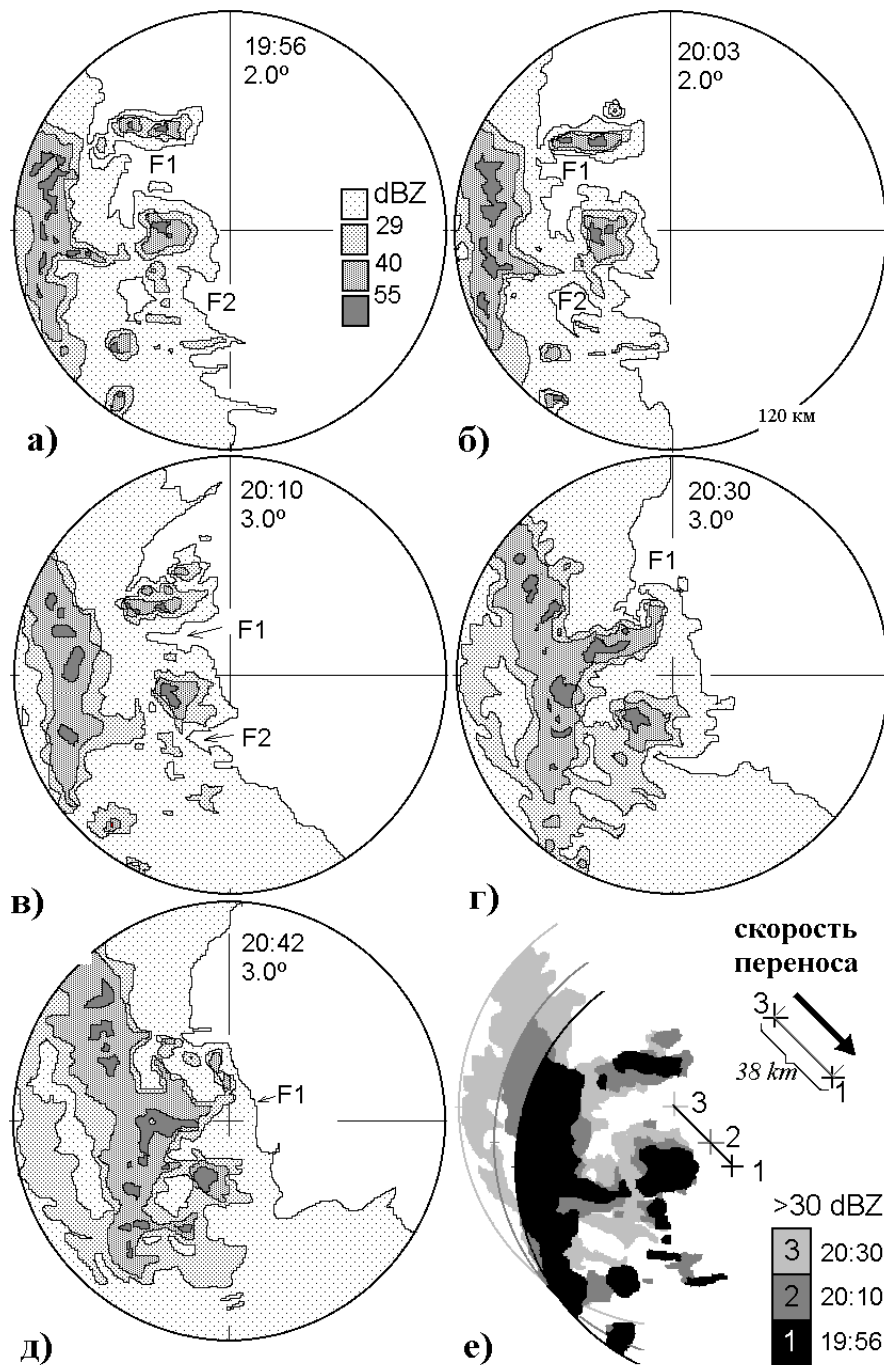 19:56
2.0º
F1
dBZ
29
40
55
F2
а)
20:03
2.0º
F1
F2
120 км
б)
20:10
3.0º
F1
F2
в)
20:30
3.0º
F1
г)
20:42
3.0º
F1
д)
скорость
переноса
3
38 km
1
3
2
1
>30 dBZ
3 20:30
2 20:10
1 19:56
е)